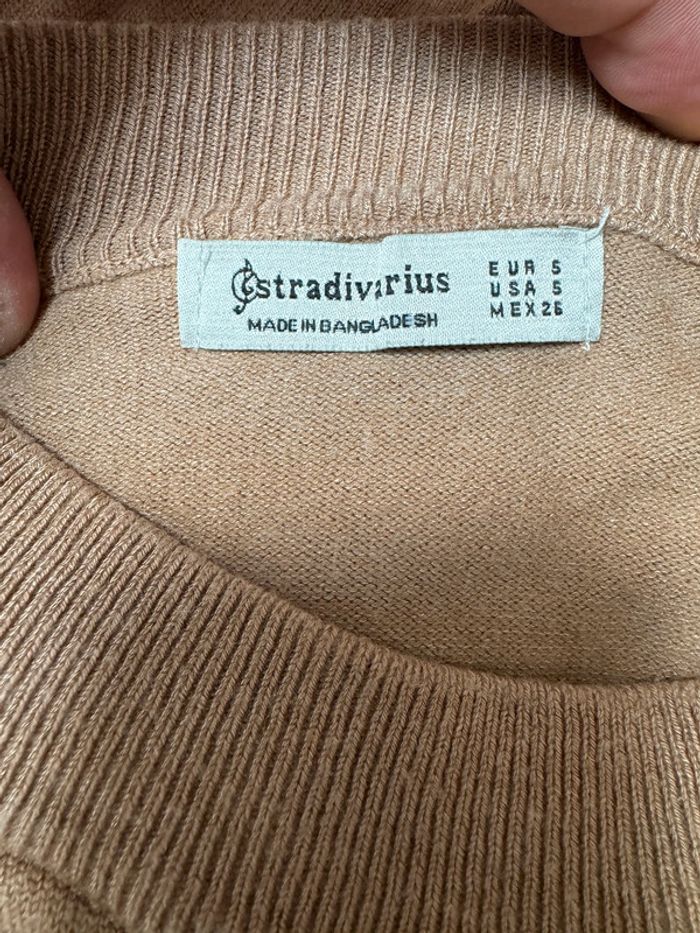 stradivarius
EUR S
USA S
MEX 26
MADE IN BANGLADESH